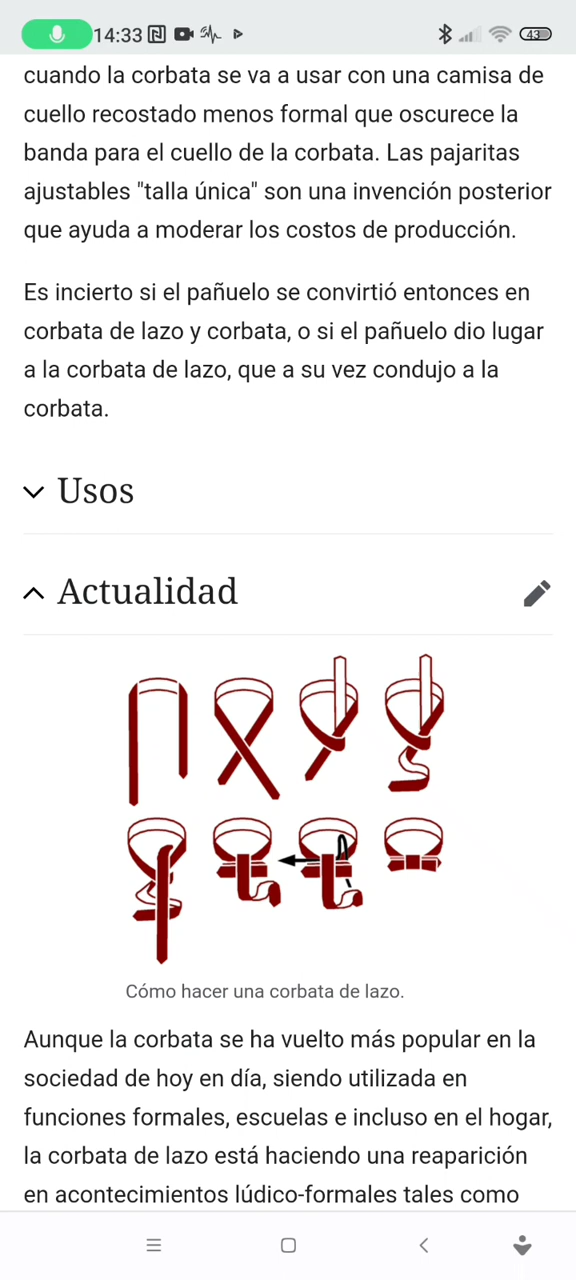 14:33
43
cuando la corbata se va a usar con una camisa de
cuello recostado menos formal que oscurece la
banda para el cuello de la corbata. Las pajaritas
ajustables "talla única" son una invención posterior
que ayuda a moderar los costos de producción.
Es incierto si el pañuelo se convirtió entonces en
corbata de lazo y corbata, o si el pañuelo dio lugar
a la corbata de lazo, que a su vez condujo a la
corbata.
Usos
Actualidad
Cómo hacer una corbata de lazo.
Aunque la corbata se ha vuelto más popular en la
sociedad de hoy en día, siendo utilizada en
funciones formales, escuelas e incluso en el hogar,
la corbata de lazo está haciendo una reaparición
en acontecimientos lúdico-formales tales como